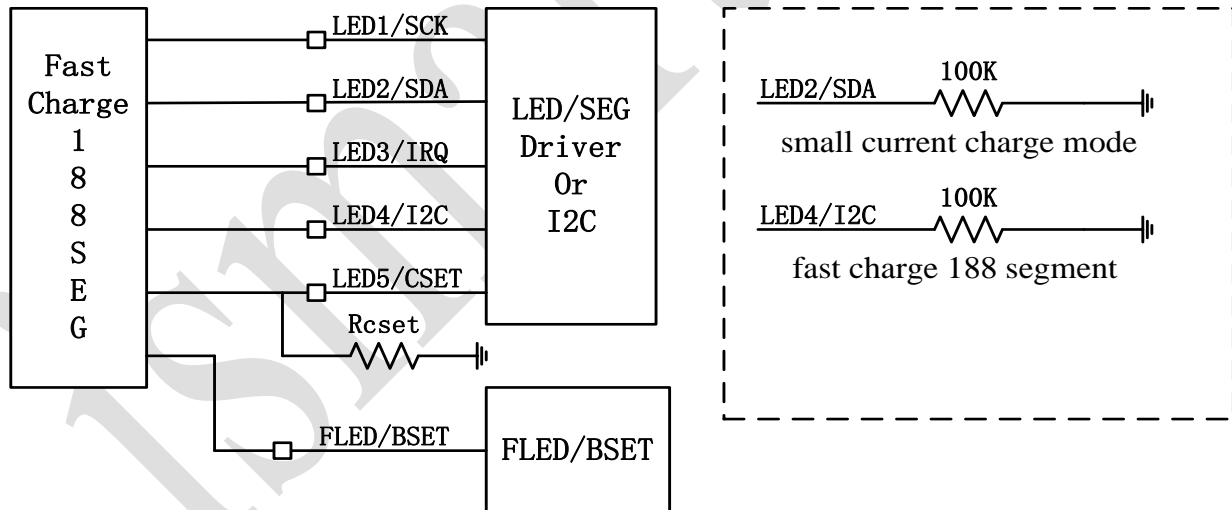 Fast
Charge
1
8
8
S
E
G
LED1/SCK
LED2/SDA
LED3/IRQ
LED4/I2C
LED5/CSET
Rcset
FLED/BSET
LED/SEG
Driver
Or
I2C
FLED/BSET
LED2/SDA
100K
small current charge mode
LED4/I2C
100K
fast charge 188 segment